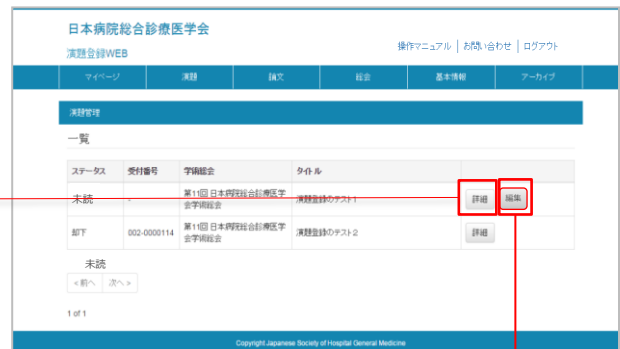 日本病院総合診療医学会
演題登録WEB
操作マニュアル | お問い合わせ | ログアウト
マイページ 演題 論文 総会 基本情報 アーカイブ
演題管理
一覧
ステータス 受付番号 学術総会 タイトル
未読 - 第11回 日本病院総合診療医学会学術総会 演題登録のテスト1 詳細 編集
却下 002-0000114 第11回 日本病院総合診療医学会学術総会 演題登録のテスト2 詳細
未読
<前へ 次へ>
1 of 1
Copyright Japanese Society of Hospital General Medicine